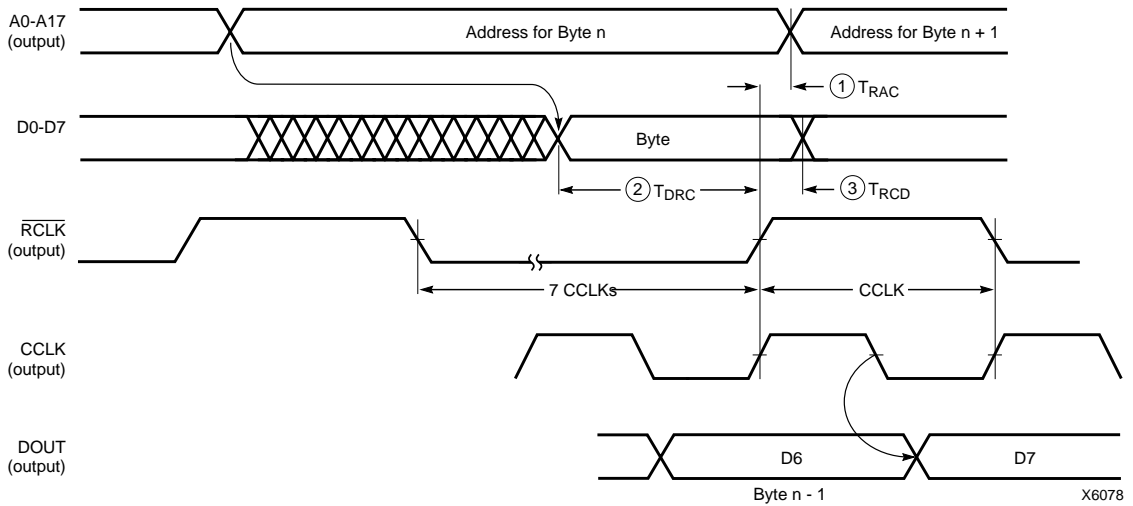 A0-A17
(output)
Address for Byte n
Address for Byte n + 1
1 TRAC
D0-D7
Byte
2 TDRC
3 TRCD
RCLK
(output)
7 CCLKs
CCLK
CCLK
(output)
DOUT
(output)
D6
D7
Byte n - 1
X6078